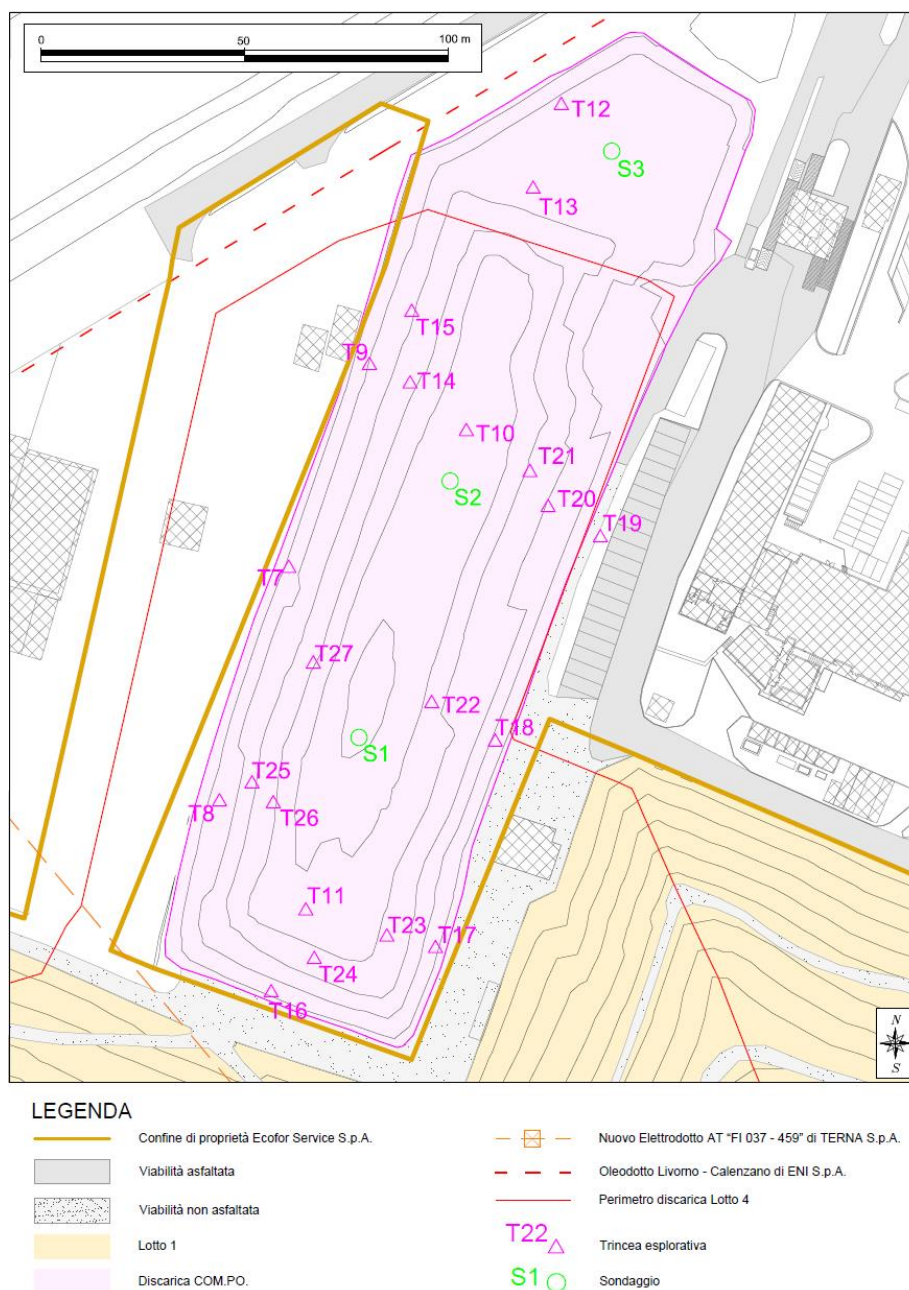 0 50 100 m
T12
S3
T13
T15
T9
T14
T10
T21
S2
T20
T19
T7
T27
T22
T18
S1
T25
T8
T26
T11
T23
T17
T24
T16
N
S
LEGENDA
Confine di proprietà Ecofor Service S.p.A.
Nuovo Elettrodotto AT "FI 037 - 459" di TERNA S.p.A.
Viabilità asfaltata
Oleodotto Livorno - Calenzano di ENI S.p.A.
Viabilità non asfaltata
Perimetro discarica Lotto 4
Lotto 1
T22
Trincea esplorativa
Discarica COM.PO.
S1
Sondaggio